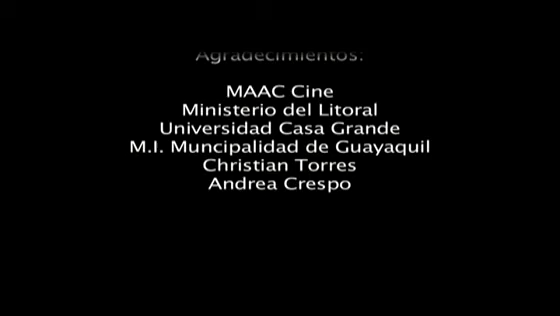 Agradecimientos:
MAAC Cine
Ministerio del Litoral
Universidad Casa Grande
M.I. Muncipalidad de Guayaquil
Christian Torres
Andrea Crespo